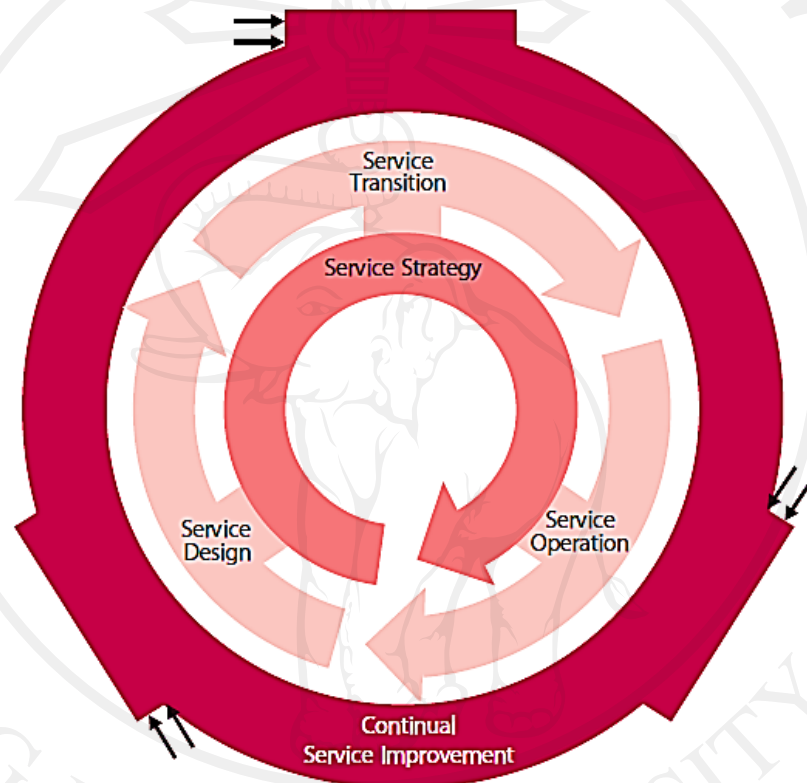 Service
Transition
Service Strategy
Service
Design
Service
Operation
Continual
Service Improvement